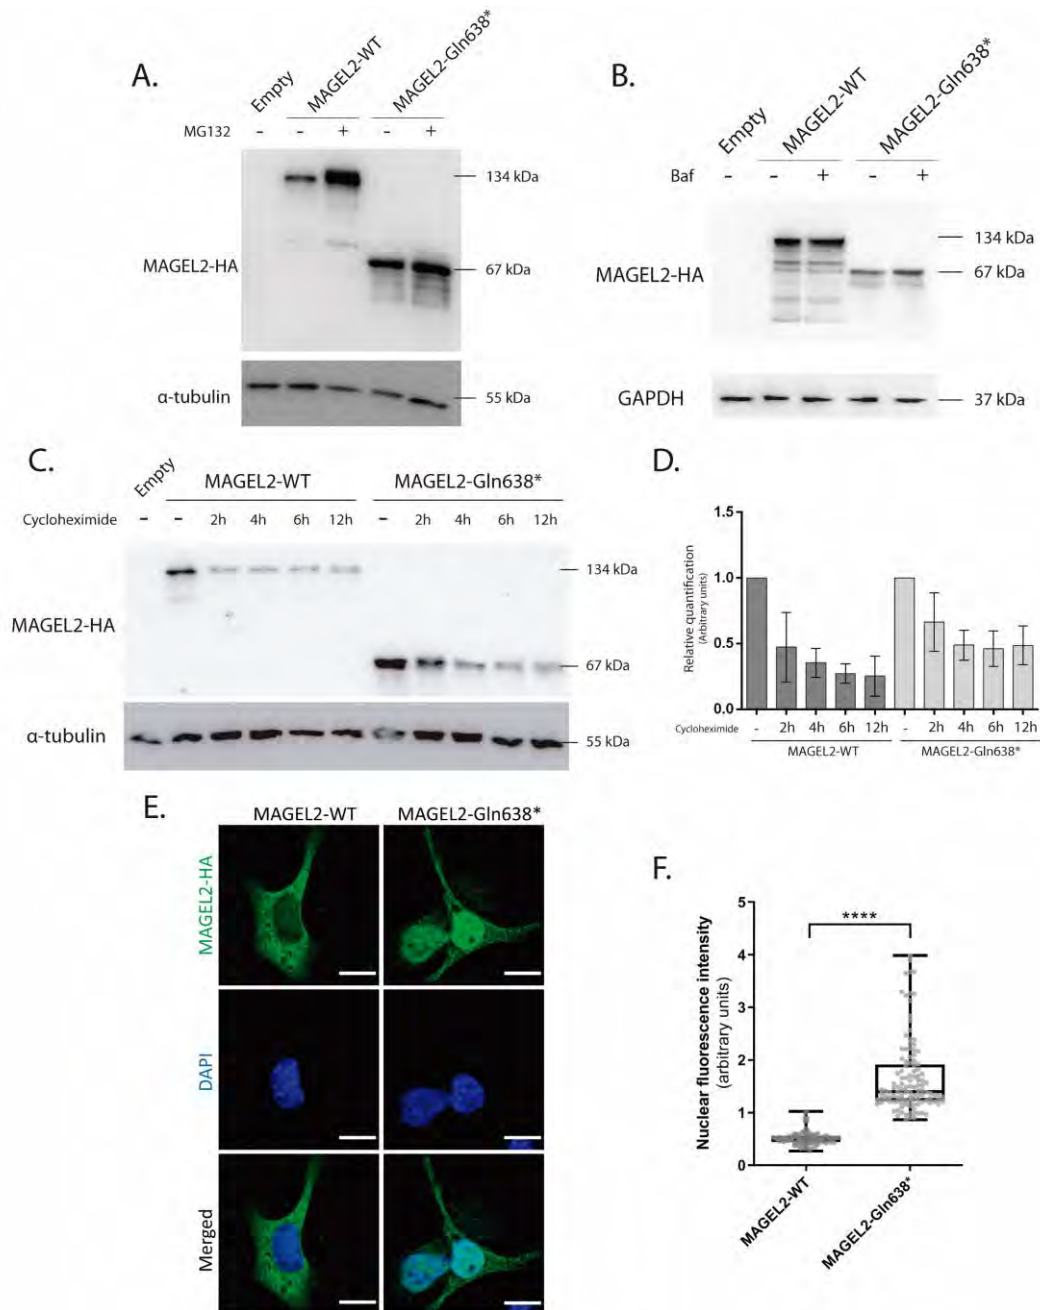 A.
Empty
MAGEL2-WT
MAGEL2-Gln638*
MG132 - - + - +
134 kDa
MAGEL2-HA
67 kDa
α-tubulin
55 kDa
B.
Empty
MAGEL2-WT
MAGEL2-Gln638*
Baf - - + - +
134 kDa
MAGEL2-HA
67 kDa
GAPDH
37 kDa
C.
Empty
MAGEL2-WT
MAGEL2-Gln638*
Cycloheximide - - 2h 4h 6h 12h - 2h 4h 6h 12h
134 kDa
MAGEL2-HA
67 kDa
α-tubulin
55 kDa
D.
Relative quantification
(Arbitrary units)
1.5
1.0
0.5
0.0
Cycloheximide - 2h 4h 6h 12h - 2h 4h 6h 12h
MAGEL2-WT
MAGEL2-Gln638*
E.
MAGEL2-WT
MAGEL2-Gln638*
MAGEL2-HA
DAPI
Merged
F.
Nuclear fluorescence intensity
(arbitrary units)
5
4
3
2
1
0
****
MAGEL2-WT
MAGEL2-Gln638*